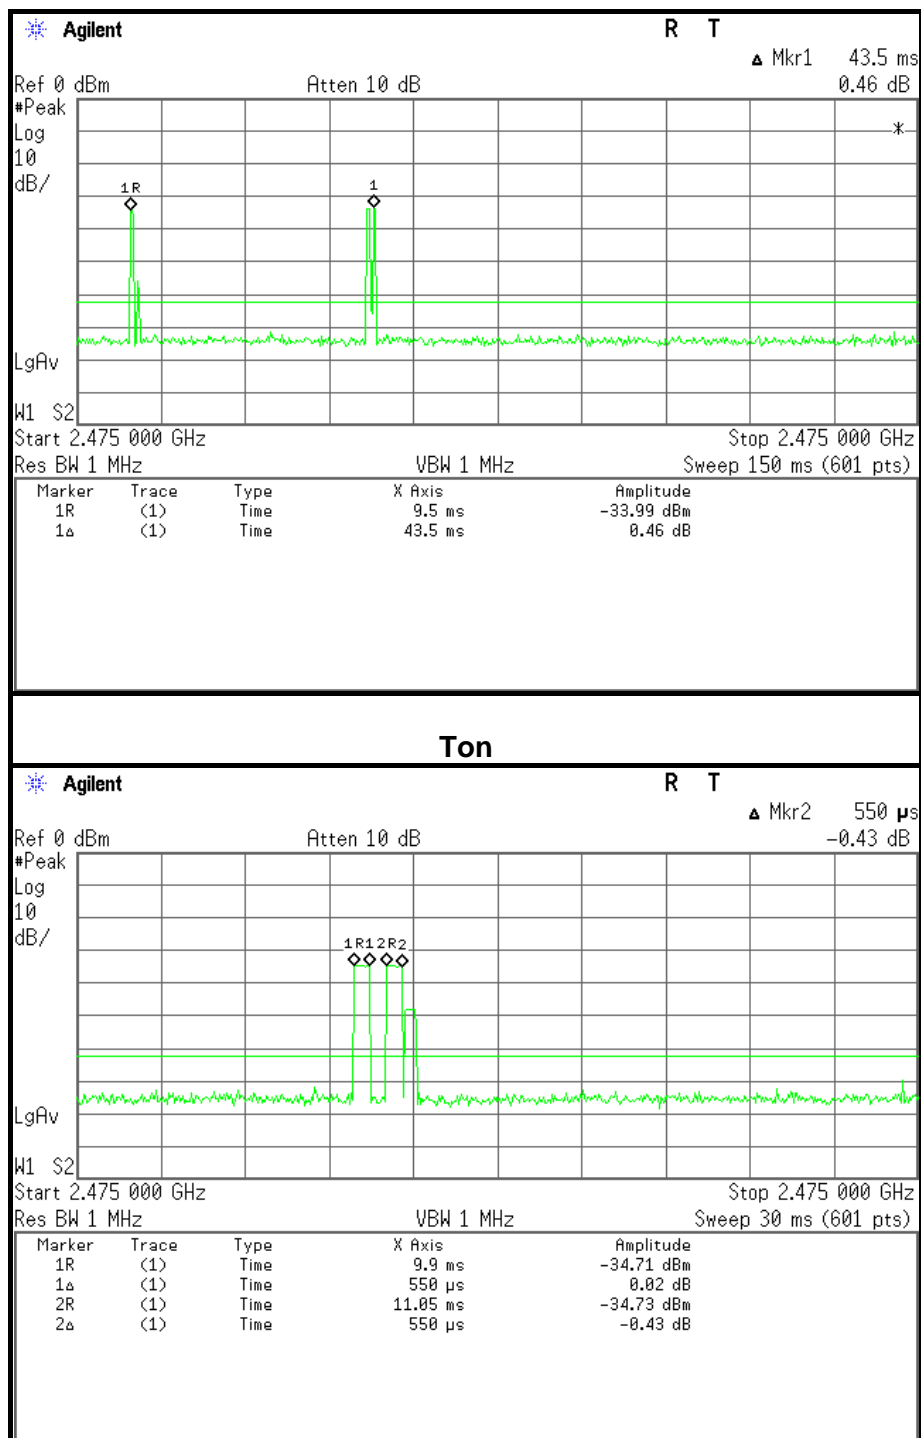 Agilent R T
Δ Mkr1 43.5 ms
Ref 0 dBm Atten 10 dB 0.46 dB
#Peak
Log
10
dB/
1R 1
LgAv
W1 S2
Start 2.475 000 GHz Stop 2.475 000 GHz
Res BW 1 MHz VBW 1 MHz Sweep 150 ms (601 pts)
Marker Trace Type X Axis Amplitude
1R (1) Time 9.5 ms -33.99 dBm
1Δ (1) Time 43.5 ms 0.46 dB
Ton
Agilent R T
Δ Mkr2 550 µs
Ref 0 dBm Atten 10 dB -0.43 dB
#Peak
Log
10
dB/
1R 1 2R 2
LgAv
W1 S2
Start 2.475 000 GHz Stop 2.475 000 GHz
Res BW 1 MHz VBW 1 MHz Sweep 30 ms (601 pts)
Marker Trace Type X Axis Amplitude
1R (1) Time 9.9 ms -34.71 dBm
1Δ (1) Time 550 µs 0.02 dB
2R (1) Time 11.05 ms -34.73 dBm
2Δ (1) Time 550 µs -0.43 dB